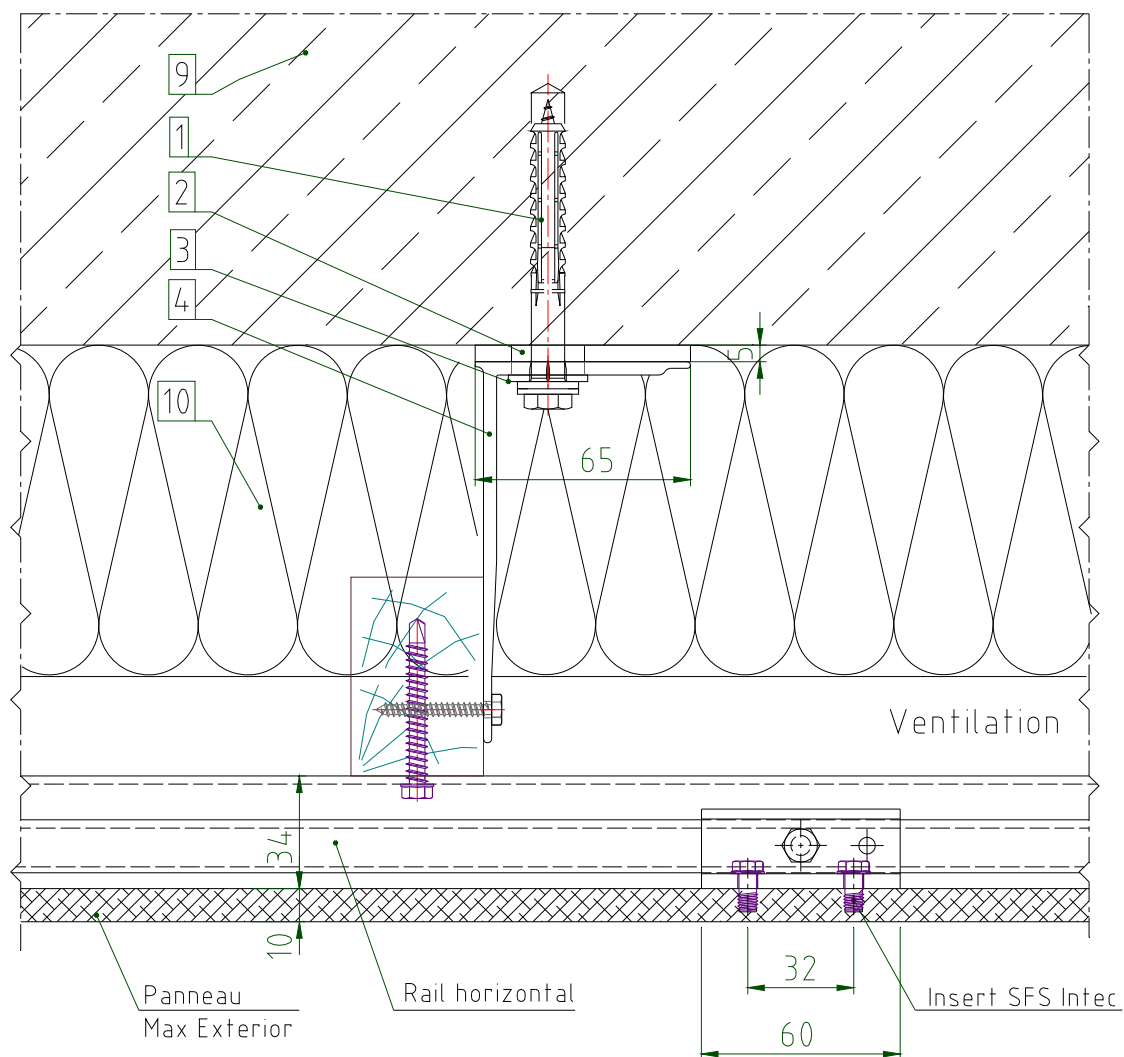 9
1
2
3
4
10
5
65
Ventilation
34
10
32
60
Panneau
Max Exterior
Rail horizontal
Insert SFS Intec